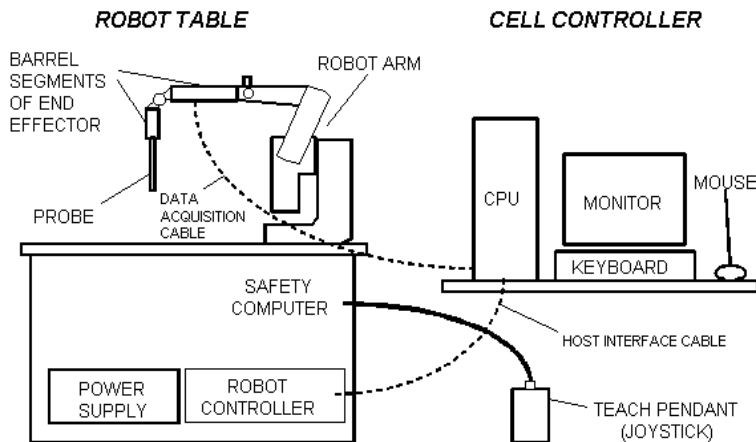 ROBOT TABLE
CELL CONTROLLER
BARREL
SEGMENTS
OF END
EFFECTOR
ROBOT ARM
PROBE
DATA
ACQUISITION
CABLE
CPU
MONITOR
MOUSE
KEYBOARD
SAFETY
COMPUTER
HOST INTERFACE CABLE
POWER
SUPPLY
ROBOT
CONTROLLER
TEACH PENDANT
(JOYSTICK)